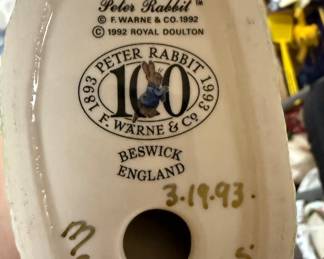 Peter Rabbit ™
© F. WARNE & CO. 1992
© 1992 ROYAL DOULTON
1893 PETER RABBIT 1993
100
F. WARNE & Co
BESWICK
ENGLAND
3.19.93.